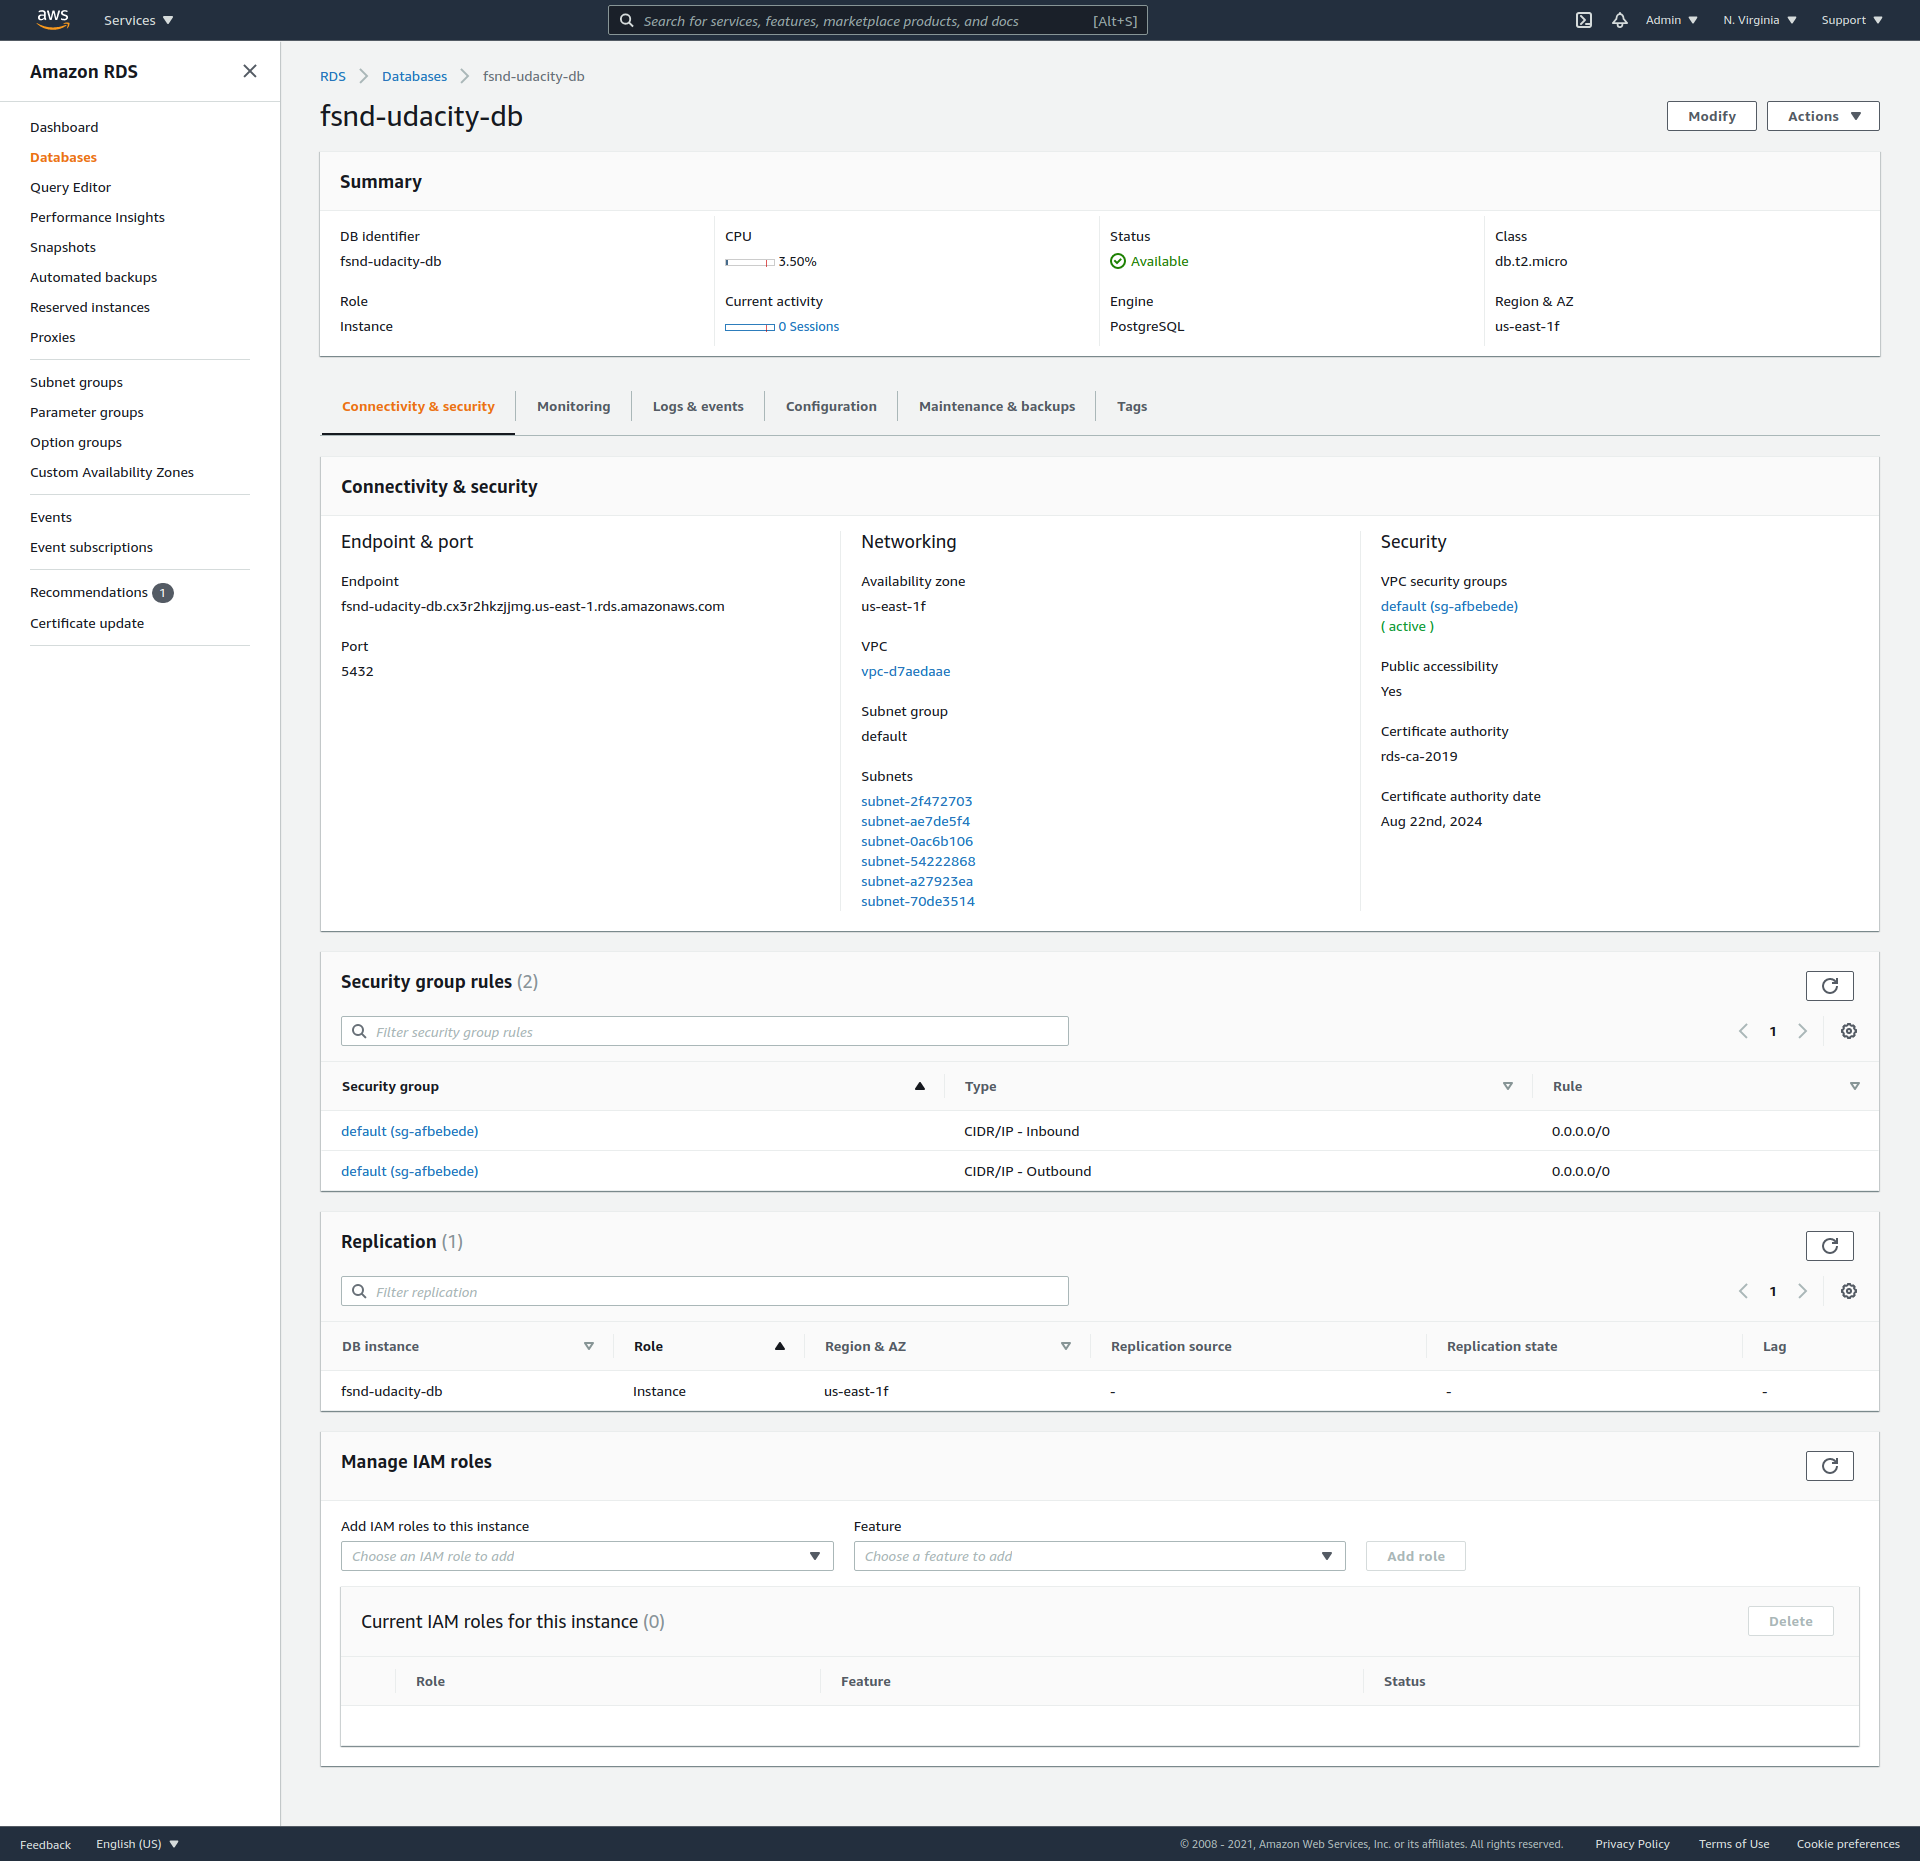 aws
Services
Search for services, features, marketplace products, and docs [Alt+S]
Admin
N. Virginia
Support
Amazon RDS
Dashboard
Databases
Query Editor
Performance Insights
Snapshots
Automated backups
Reserved instances
Proxies
Subnet groups
Parameter groups
Option groups
Custom Availability Zones
Events
Event subscriptions
Recommendations 1
Certificate update
RDS > Databases > fsnd-udacity-db
fsnd-udacity-db
Modify
Actions
Summary
DB identifier
fsnd-udacity-db
Role
Instance
CPU
3.50%
Current activity
0 Sessions
Status
Available
Engine
PostgreSQL
Class
db.t2.micro
Region & AZ
us-east-1f
Connectivity & security
Monitoring
Logs & events
Configuration
Maintenance & backups
Tags
Connectivity & security
Endpoint & port
Endpoint
fsnd-udacity-db.cx3r2hkzjjmg.us-east-1.rds.amazonaws.com
Port
5432
Networking
Availability zone
us-east-1f
VPC
vpc-d7aedaae
Subnet group
default
Subnets
subnet-2f472703
subnet-ae7de5f4
subnet-0ac6b106
subnet-54222868
subnet-a27923ea
subnet-70de3514
Security
VPC security groups
default (sg-afbebede)
( active )
Public accessibility
Yes
Certificate authority
rds-ca-2019
Certificate authority date
Aug 22nd, 2024
Security group rules (2)
Filter security group rules
1
Security group Type Rule
default (sg-afbebede) CIDR/IP - Inbound 0.0.0.0/0
default (sg-afbebede) CIDR/IP - Outbound 0.0.0.0/0
Replication (1)
Filter replication
1
DB instance Role Region & AZ Replication source Replication state Lag
fsnd-udacity-db Instance us-east-1f - - -
Manage IAM roles
Add IAM roles to this instance
Choose an IAM role to add
Feature
Choose a feature to add
Add role
Current IAM roles for this instance (0)
Delete
Role Feature Status
Feedback
English (US)
© 2008 - 2021, Amazon Web Services, Inc. or its affiliates. All rights reserved.
Privacy Policy
Terms of Use
Cookie preferences